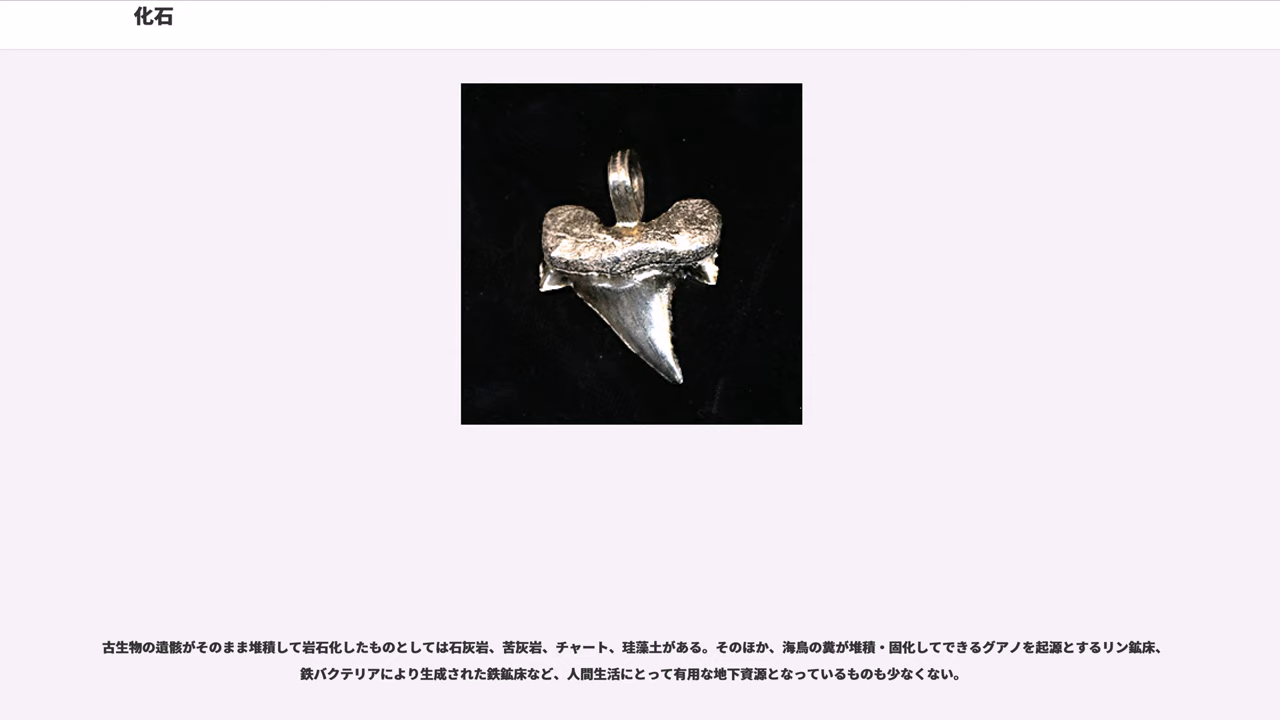 化石
古生物の遺骸がそのまま堆積して岩石化したものとしては石灰岩、苦灰岩、チャート、珪藻土がある。そのほか、海鳥の糞が堆積・固化してできるグアノを起源とするリン鉱床、
鉄バクテリアにより生成された鉄鉱床など、人間生活にとって有用な地下資源となっているものも少なくない。